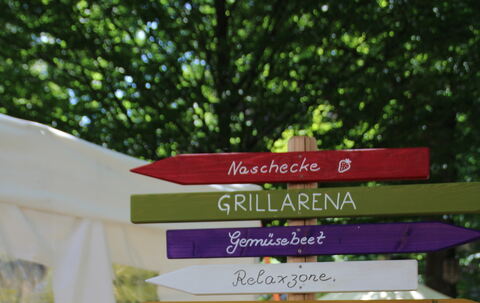 Naschecke
GRILLARENA
Gemüsebeet
Relaxzone.